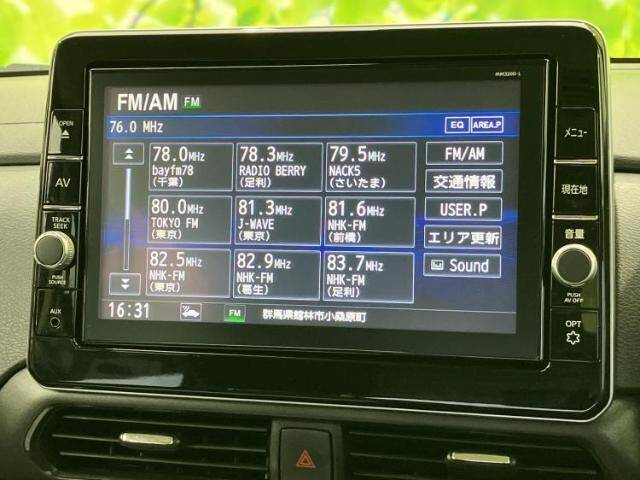 MM320D-L
OPEN
AV
TRACK SEEK
PUSH SOURCE
AUX
FM/AM FM
76.0 MHz
EQ AREA.P
78.0MHz bayfm78 (千葉)
78.3MHz RADIO BERRY (足利)
79.5MHz NACK5 (さいたま)
80.0MHz TOKYO FM (東京)
81.3MHz J-WAVE (東京)
81.6MHz NHK-FM (前橋)
82.5MHz NHK-FM (東京)
82.9MHz NHK-FM (葛生)
83.7MHz NHK-FM (足利)
FM/AM
交通情報
USER.P
エリア更新
Sound
16:31
FM
群馬県館林市小桑原町
メニュー
現在地
音量
PUSH AV OFF
OPT